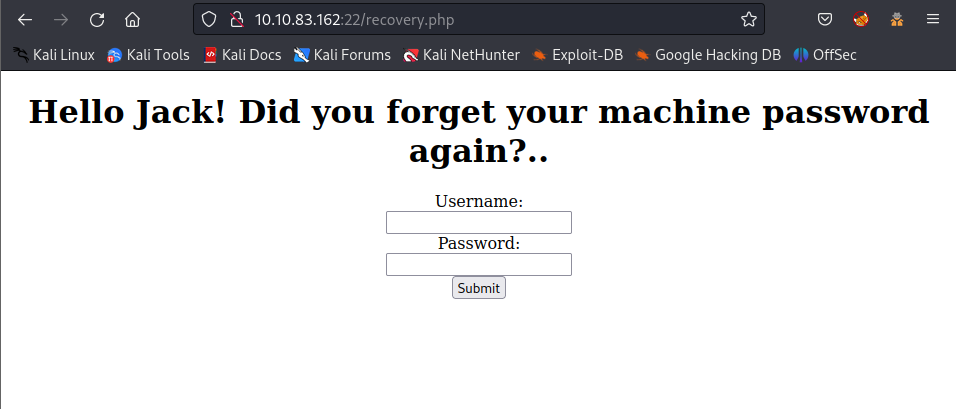 10.10.83.162:22/recovery.php
Kali Linux Kali Tools Kali Docs Kali Forums Kali NetHunter Exploit-DB Google Hacking DB OffSec
Hello Jack! Did you forget your machine password
again?..
Username:
Password:
Submit